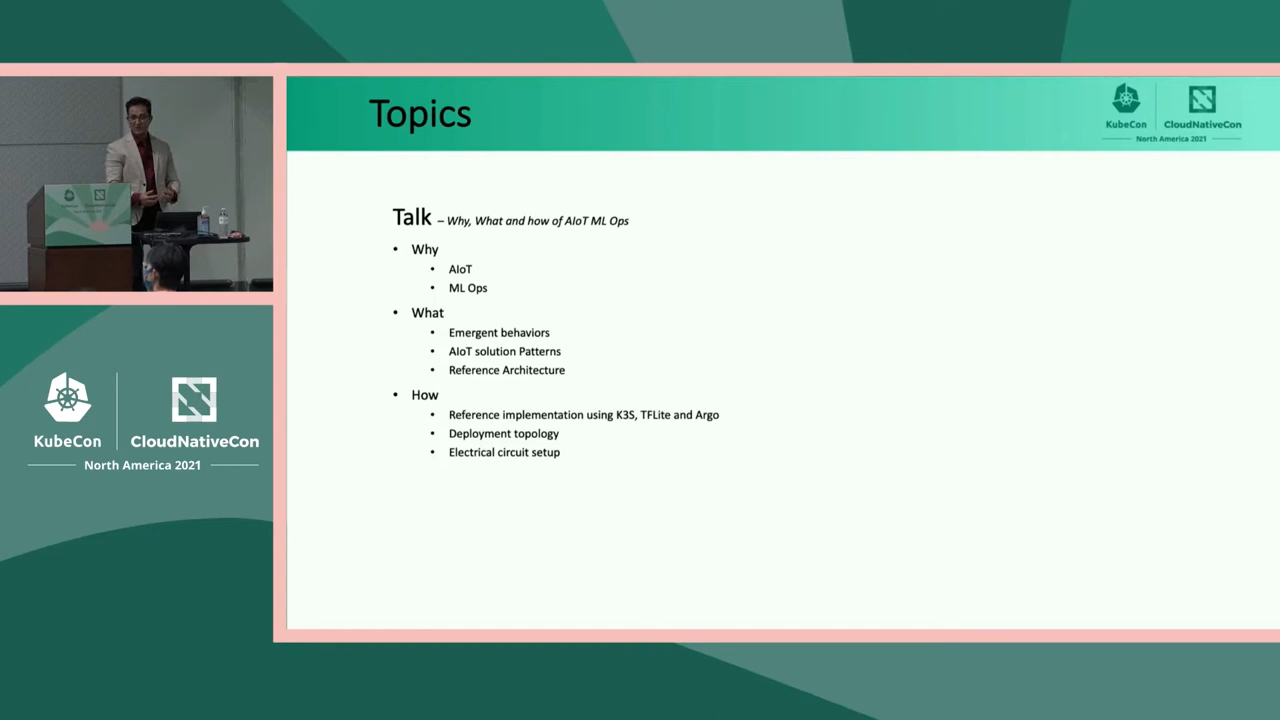 Topics
KubeCon
CloudNativeCon
North America 2021
Talk – Why, What and how of AIoT ML Ops
• Why
• AIoT
• ML Ops
• What
• Emergent behaviors
• AIoT solution Patterns
• Reference Architecture
• How
• Reference implementation using K3S, TFLite and Argo
• Deployment topology
• Electrical circuit setup
KubeCon
CloudNativeCon
North America 2021